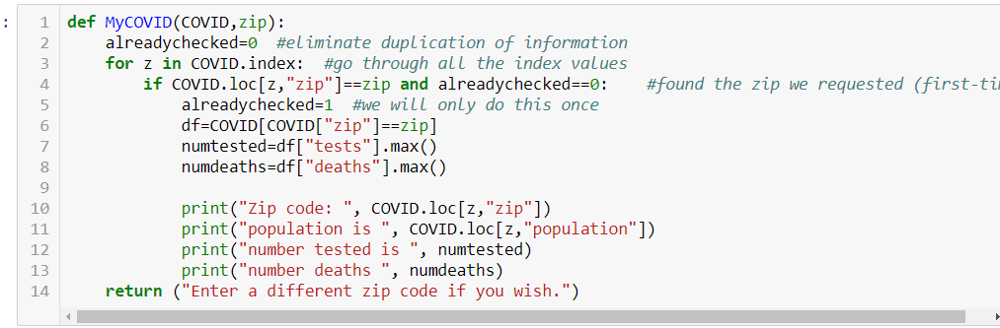 :
1 def MyCOVID(COVID,zip):
2     alreadychecked=0  #eliminate duplication of information
3     for z in COVID.index:  #go through all the index values
4         if COVID.loc[z,"zip"]==zip and alreadychecked==0:    #found the zip we requested (first-ti
5             alreadychecked=1  #we will only do this once
6             df=COVID[COVID["zip"]==zip]
7             numtested=df["tests"].max()
8             numdeaths=df["deaths"].max()
9
10             print("Zip code: ", COVID.loc[z,"zip"])
11             print("population is ", COVID.loc[z,"population"])
12             print("number tested is ", numtested)
13             print("number deaths ", numdeaths)
14     return ("Enter a different zip code if you wish.")